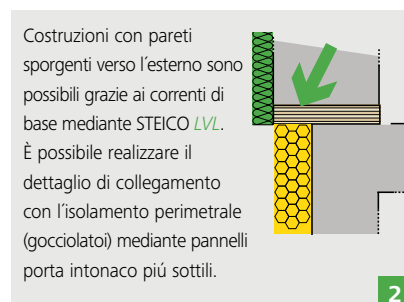 Costruzioni con pareti
sporgenti verso l´esterno sono
possibili grazie ai correnti di
base mediante STEICO LVL.
È possibile realizzare il
dettaglio di collegamento
con l´isolamento perimetrale
(gocciolatoi) mediante pannelli
porta intonaco piú sottili.
2